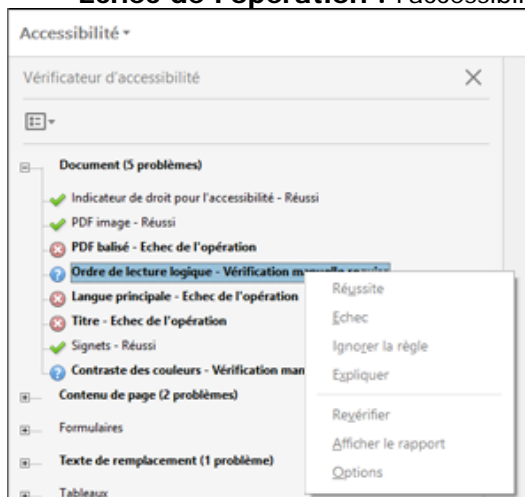 Echec de l'opération : l'accessibil
Accessibilité
Vérificateur d'accessibilité
Document (5 problèmes)
Indicateur de droit pour l'accessibilité - Réussi
PDF image - Réussi
PDF balisé - Echec de l'opération
Ordre de lecture logique - Vérification manuelle requise
Langue principale - Echec de l'opération
Titre - Echec de l'opération
Signets - Réussi
Contraste des couleurs - Vérification man
Contenu de page (2 problèmes)
Formulaires
Texte de remplacement (1 problème)
Tableaux
Réussite
Echec
Ignorer la règle
Expliquer
Revérifier
Afficher le rapport
Options